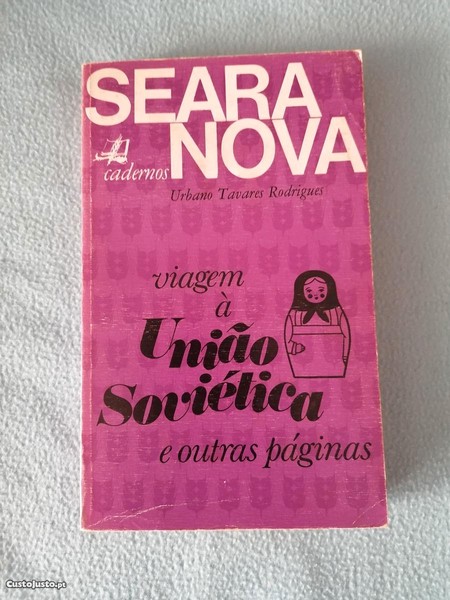 SEARA
NOVA
cadernos
Urbano Tavares Rodrigues
viagem
à
União
Soviética
e outras páginas
CustoJusto.pt